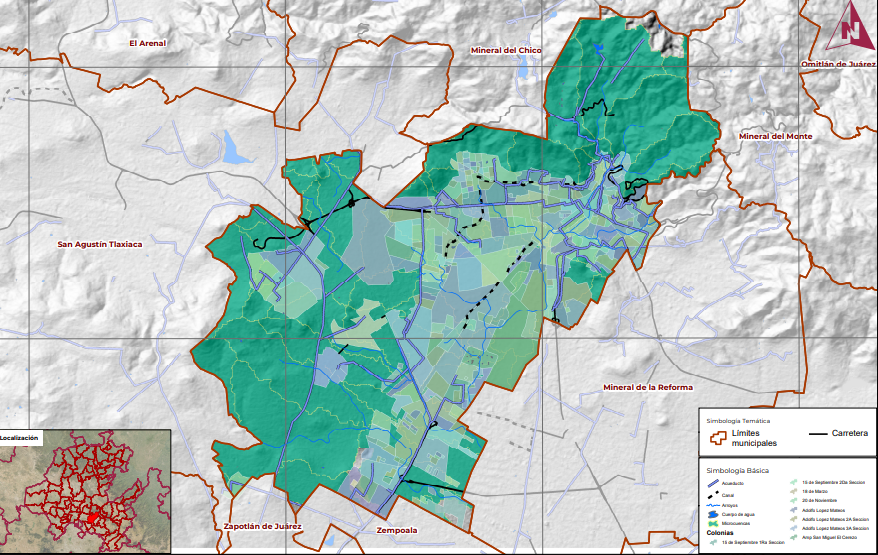 El Arenal
Mineral del Chico
N
Omitlán de Juárez
Mineral del Monte
San Agustín Tlaxiaca
Mineral de la Reforma
Zapotlán de Juárez
Zempoala
Localización
Simbología Temática
Límites
municipales
Carretera
Simbología Básica
Acueducto
Canal
Arroyos
Cuerpo de agua
Microcuencas
Colonias
15 de Septiembre 1Ra Seccion
15 de Septiembre 2Da Seccion
18 de Marzo
20 de Noviembre
Adolfo Lopez Mateos
Adolfo Lopez Mateos 2A Seccion
Adolfo Lopez Mateos 3A Seccion
Amp San Miguel El Cerezo